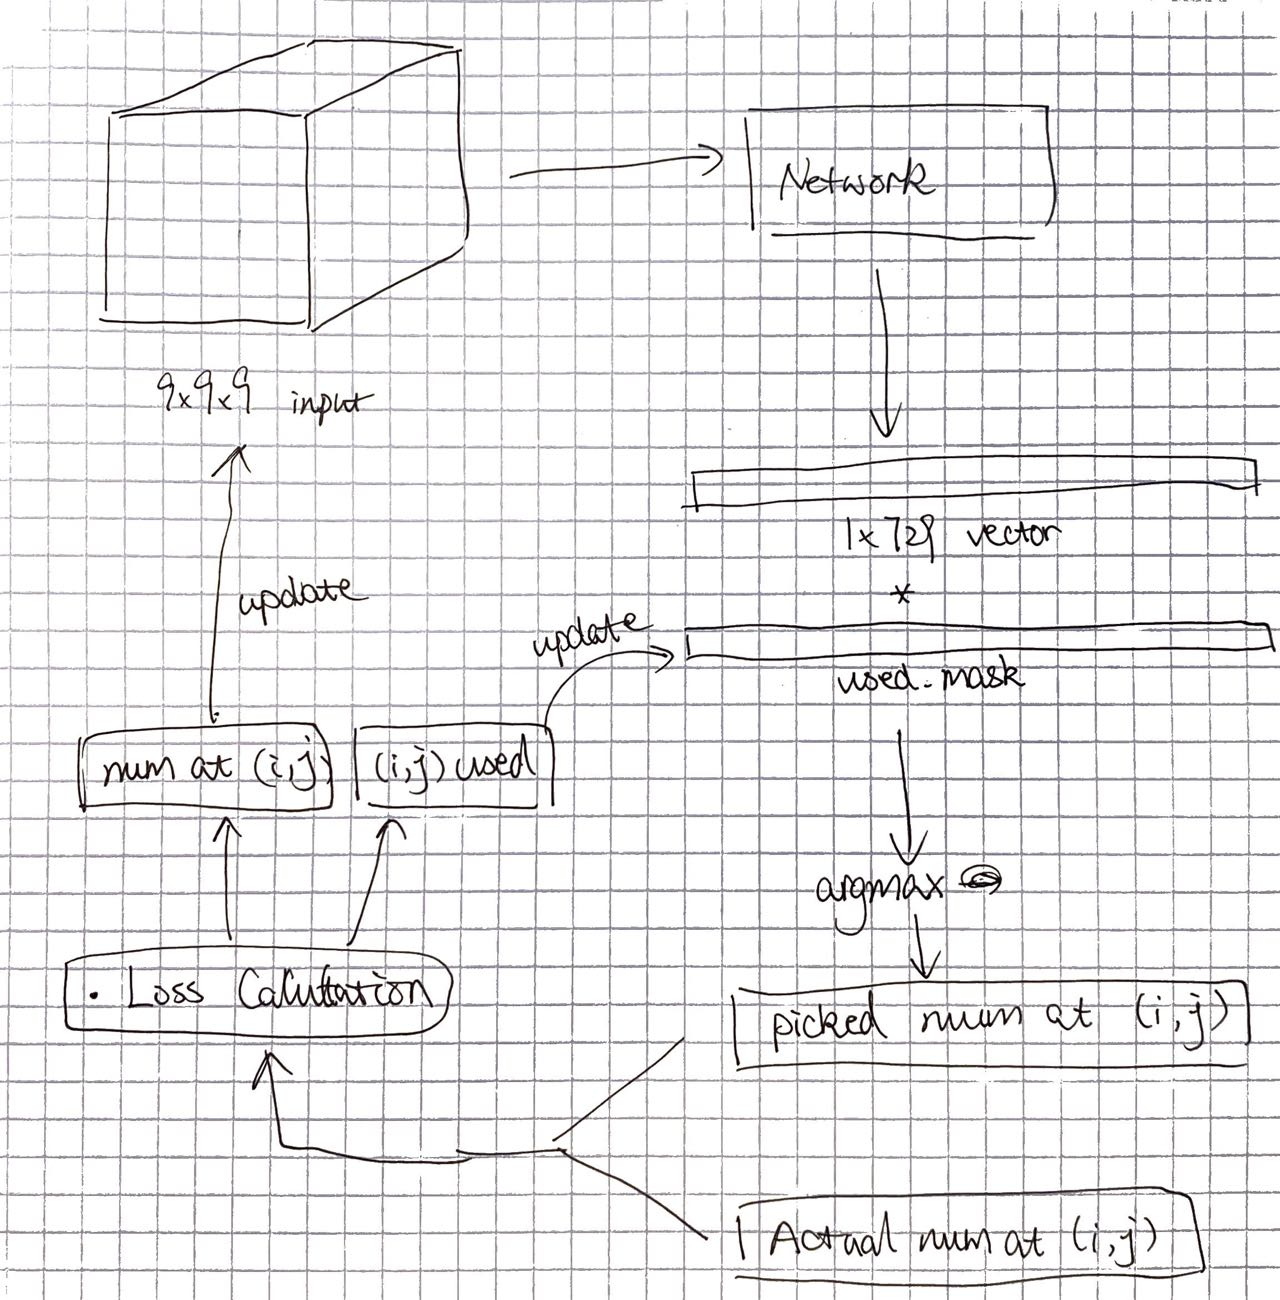 Network
9x9x9 input
1x729 vector
*
update
update
used_mask
num at (i,j)
(i,j) used
argmax
Loss
picked num at (i,j)
Actual num at (i,j)